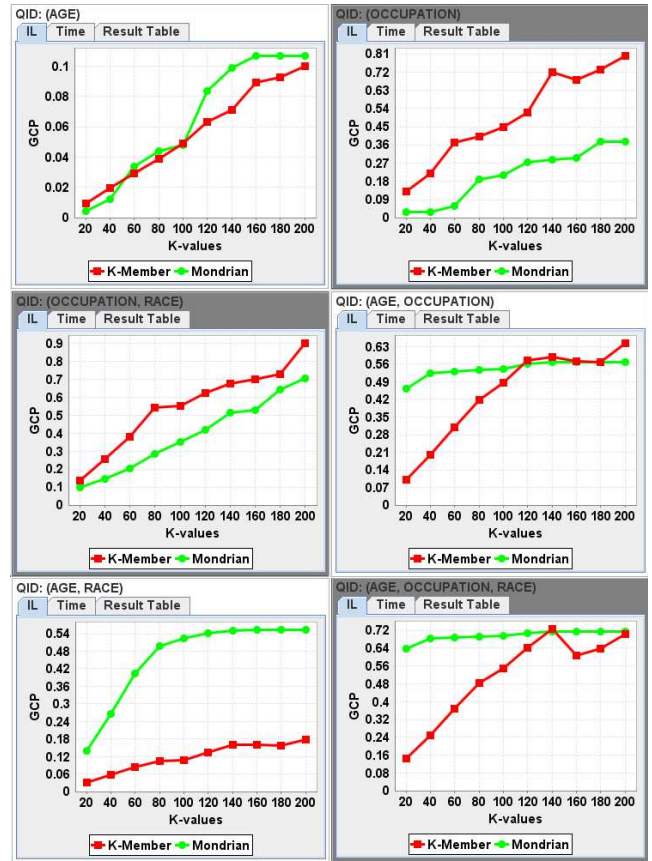 QID: (AGE)
IL Time Result Table
0.1
0.08
0.06
0.04
0.02
0
GCP
20 40 60 80 100 120 140 160 180 200
K-values
K-Member Mondrian
QID: (OCCUPATION)
IL Time Result Table
0.81
0.72
0.63
0.54
0.45
0.36
0.27
0.18
0.09
0
GCP
20 40 60 80 100 120 140 160 180 200
K-values
K-Member Mondrian
QID: (OCCUPATION, RACE)
IL Time Result Table
0.9
0.8
0.7
0.6
0.5
0.4
0.3
0.2
0.1
0
GCP
20 40 60 80 100 120 140 160 180 200
K-values
K-Member Mondrian
QID: (AGE, OCCUPATION)
IL Time Result Table
0.63
0.56
0.49
0.42
0.35
0.28
0.21
0.14
0.07
0
GCP
20 40 60 80 100 120 140 160 180 200
K-values
K-Member Mondrian
QID: (AGE, RACE)
IL Time Result Table
0.54
0.48
0.42
0.36
0.3
0.24
0.18
0.12
0.06
0
GCP
20 40 60 80 100 120 140 160 180 200
K-values
K-Member Mondrian
QID: (AGE, OCCUPATION, RACE)
IL Time Result Table
0.72
0.64
0.56
0.48
0.4
0.32
0.24
0.16
0.08
0
GCP
20 40 60 80 100 120 140 160 180 200
K-values
K-Member Mondrian